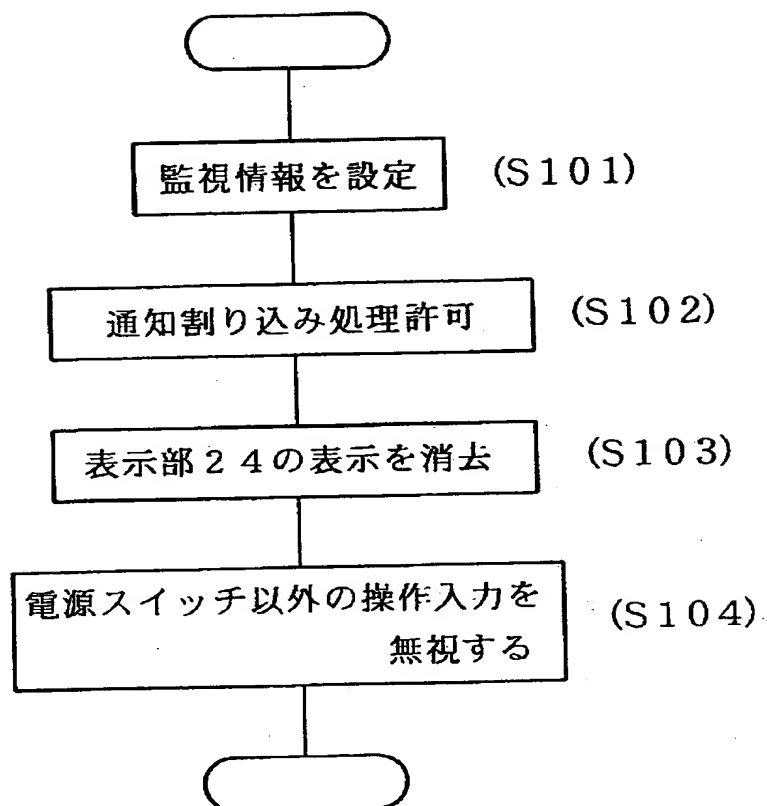 監視情報を設定 (S101)
通知割り込み処理許可 (S102)
表示部24の表示を消去 (S103)
電源スイッチ以外の操作入力を
無視する (S104)